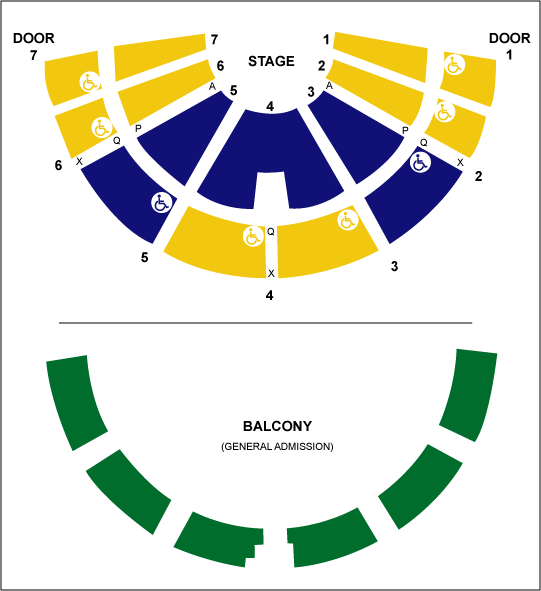 DOOR
7
7
6
5
STAGE
4
1
2
3
DOOR
1
A
A
P
Q
X
6
P
Q
X
2
5
Q
X
4
3
BALCONY
(GENERAL ADMISSION)